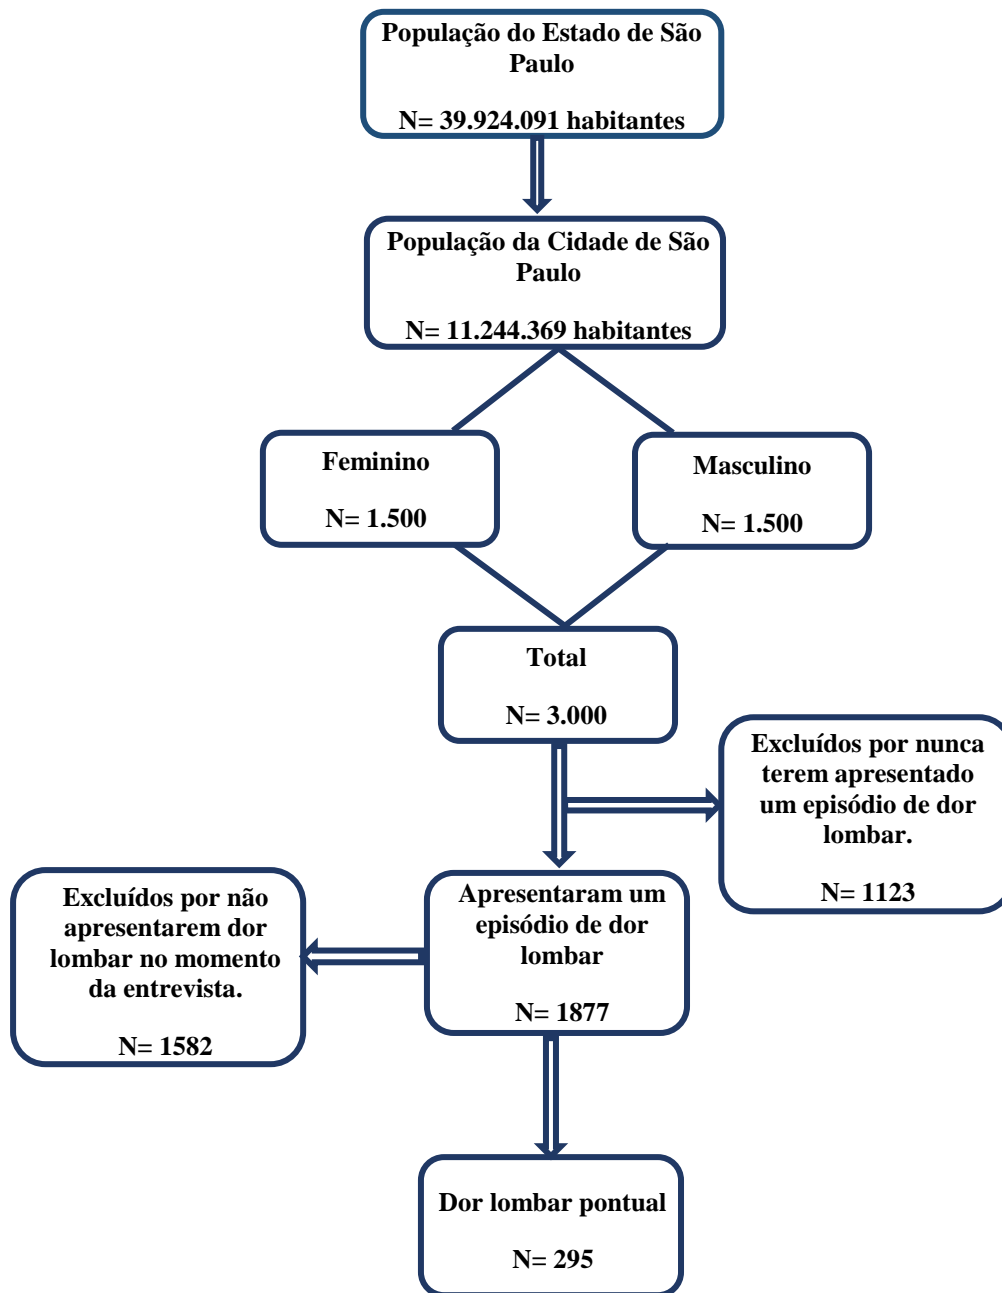 População do Estado de São
Paulo
N= 39.924.091 habitantes
População da Cidade de São
Paulo
N= 11.244.369 habitantes
Feminino
N= 1.500
Masculino
N= 1.500
Total
N= 3.000
Excluídos por nunca
terem apresentado
um episódio de dor
lombar.
N= 1123
Apresentaram um
episódio de dor
lombar
N= 1877
Excluídos por não
apresentarem dor
lombar no momento
da entrevista.
N= 1582
Dor lombar pontual
N= 295